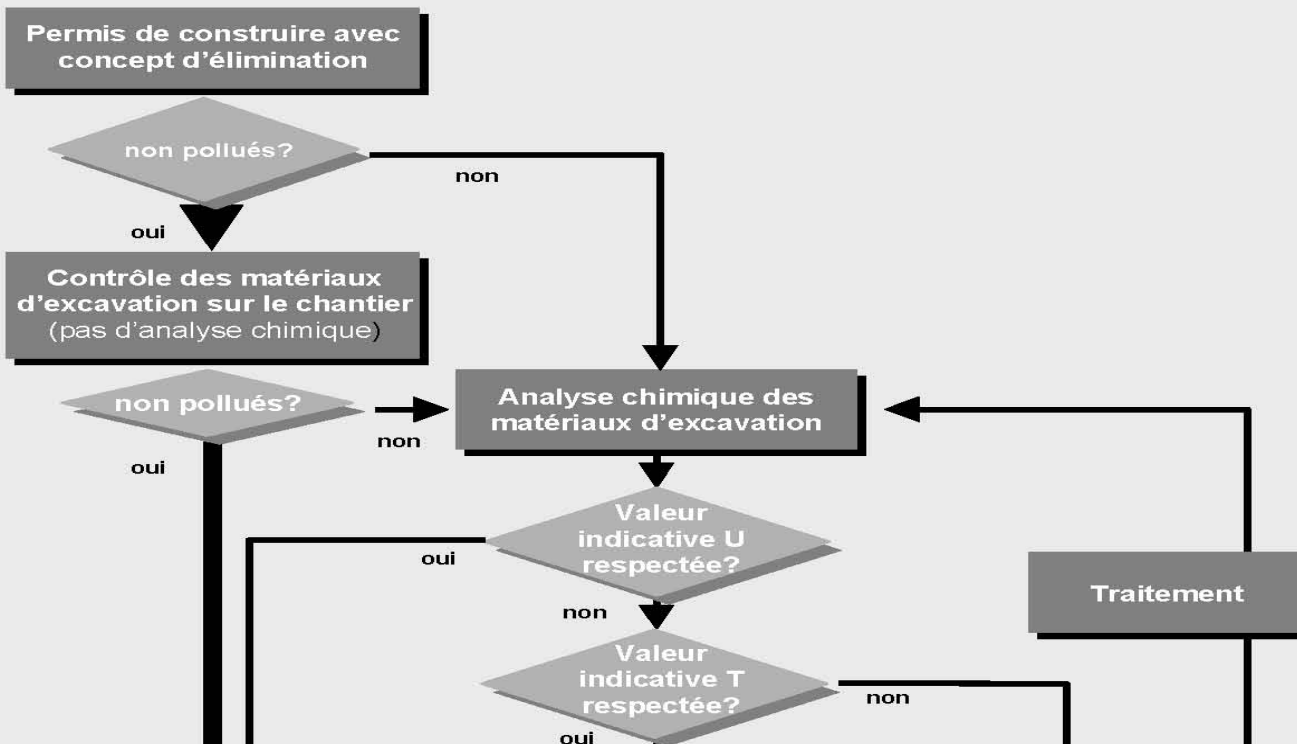 Permis de construire avec
concept d'élimination
non pollués?
non
oui
Contrôle des matériaux
d'excavation sur le chantier
(pas d'analyse chimique)
non pollués?
non
oui
Analyse chimique des
matériaux d'excavation
Valeur
indicative U
respectée?
oui
non
Traitement
Valeur
indicative T
respectée?
non
oui